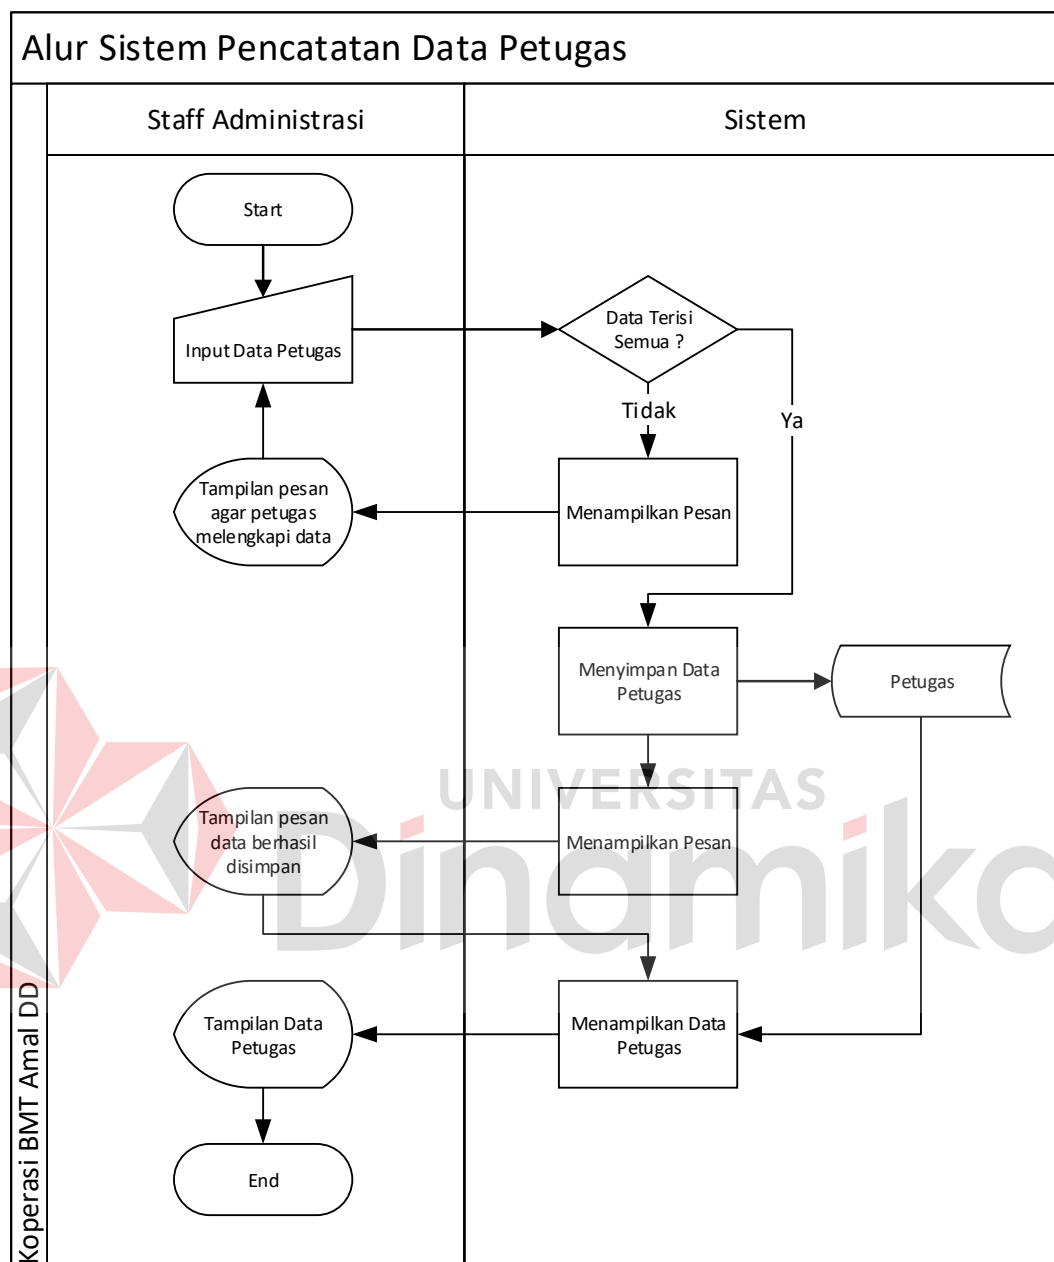 Alur Sistem Pencatatan Data Petugas
Staff Administrasi
Sistem
Koperasi BMT Amal DD
Start
Input Data Petugas
Data Terisi
Semua ?
Tidak
Ya
Tampilan pesan
agar petugas
melengkapi data
Menampilkan Pesan
Menyimpan Data
Petugas
Petugas
UNIVERSITAS
Dinamika
Tampilan pesan
data berhasil
disimpan
Menampilkan Pesan
Tampilan Data
Petugas
Menampilkan Data
Petugas
End